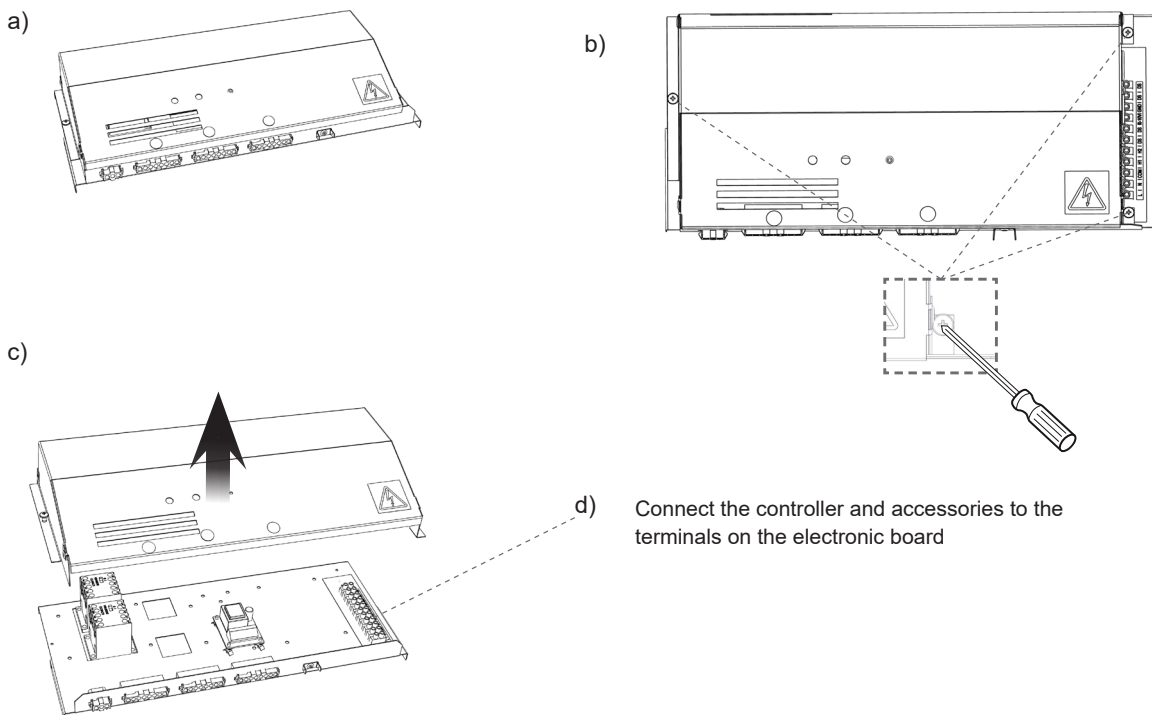 a)
b)
c)
d)
Connect the controller and accessories to the
terminals on the electronic board